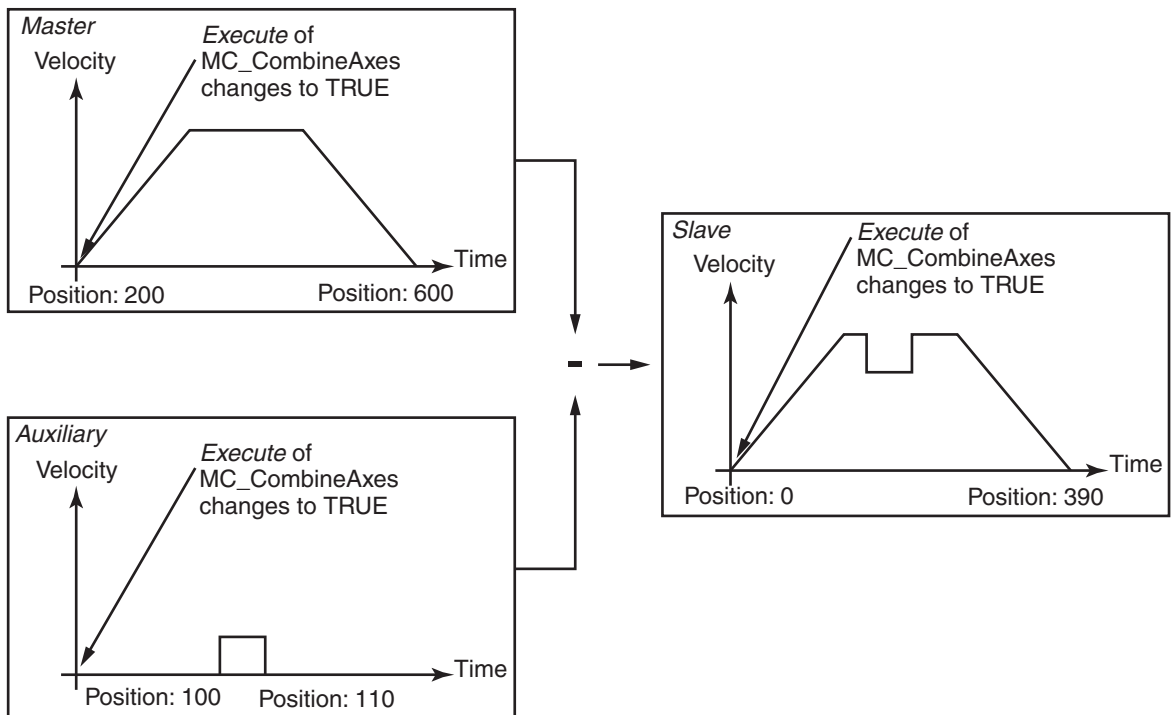 Master
Velocity
Execute of
MC_CombineAxes
changes to TRUE
Time
Position: 200
Position: 600
Auxiliary
Velocity
Execute of
MC_CombineAxes
changes to TRUE
Time
Position: 100
Position: 110
-
Slave
Velocity
Execute of
MC_CombineAxes
changes to TRUE
Time
Position: 0
Position: 390